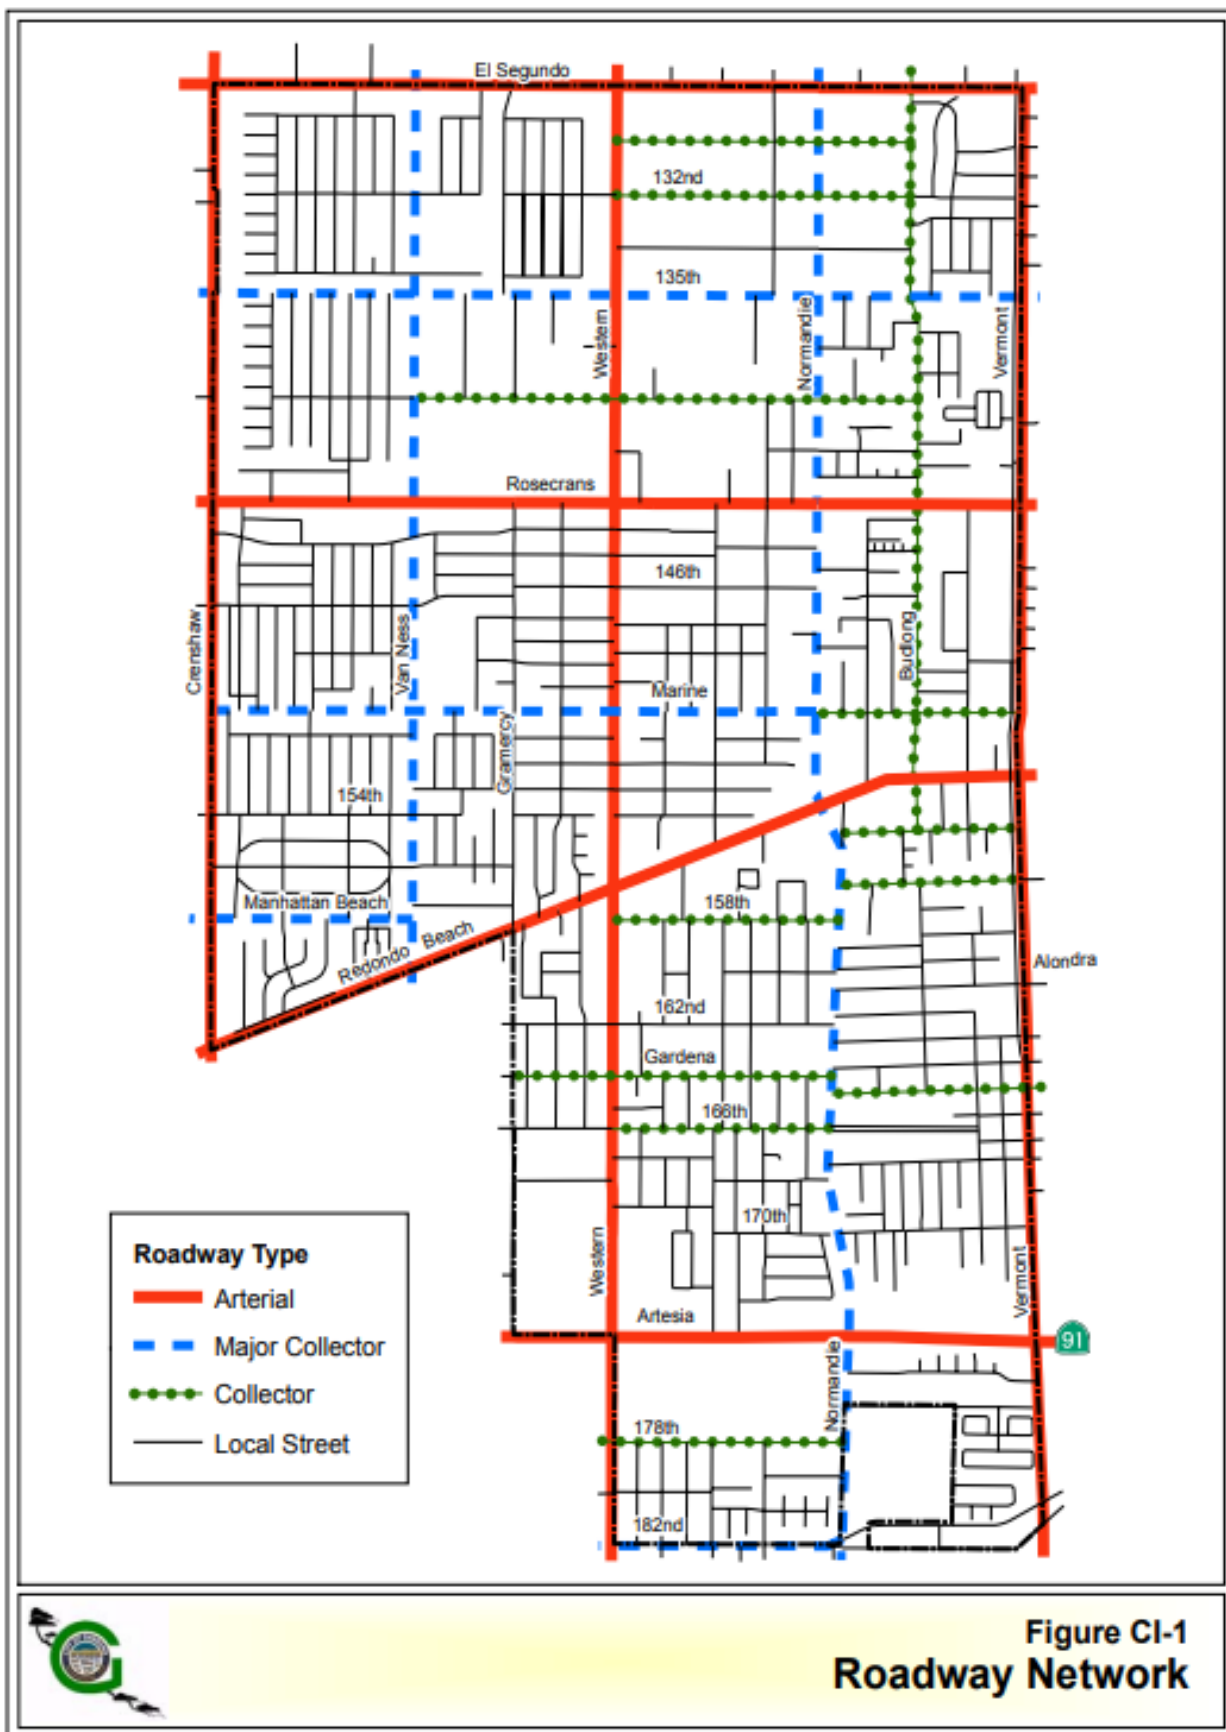 El Segundo
132nd
135th
Western
Normandie
Vermont
Rosecrans
146th
Crenshaw
Van Ness
Budlong
Marine
Gramercy
154th
Manhattan Beach
158th
Redondo Beach
Alondra
162nd
Gardena
166th
170th
Western
Vermont
Artesia
91
Normandie
178th
182nd
Roadway Type
Arterial
Major Collector
Collector
Local Street
Figure CI-1
Roadway Network
G